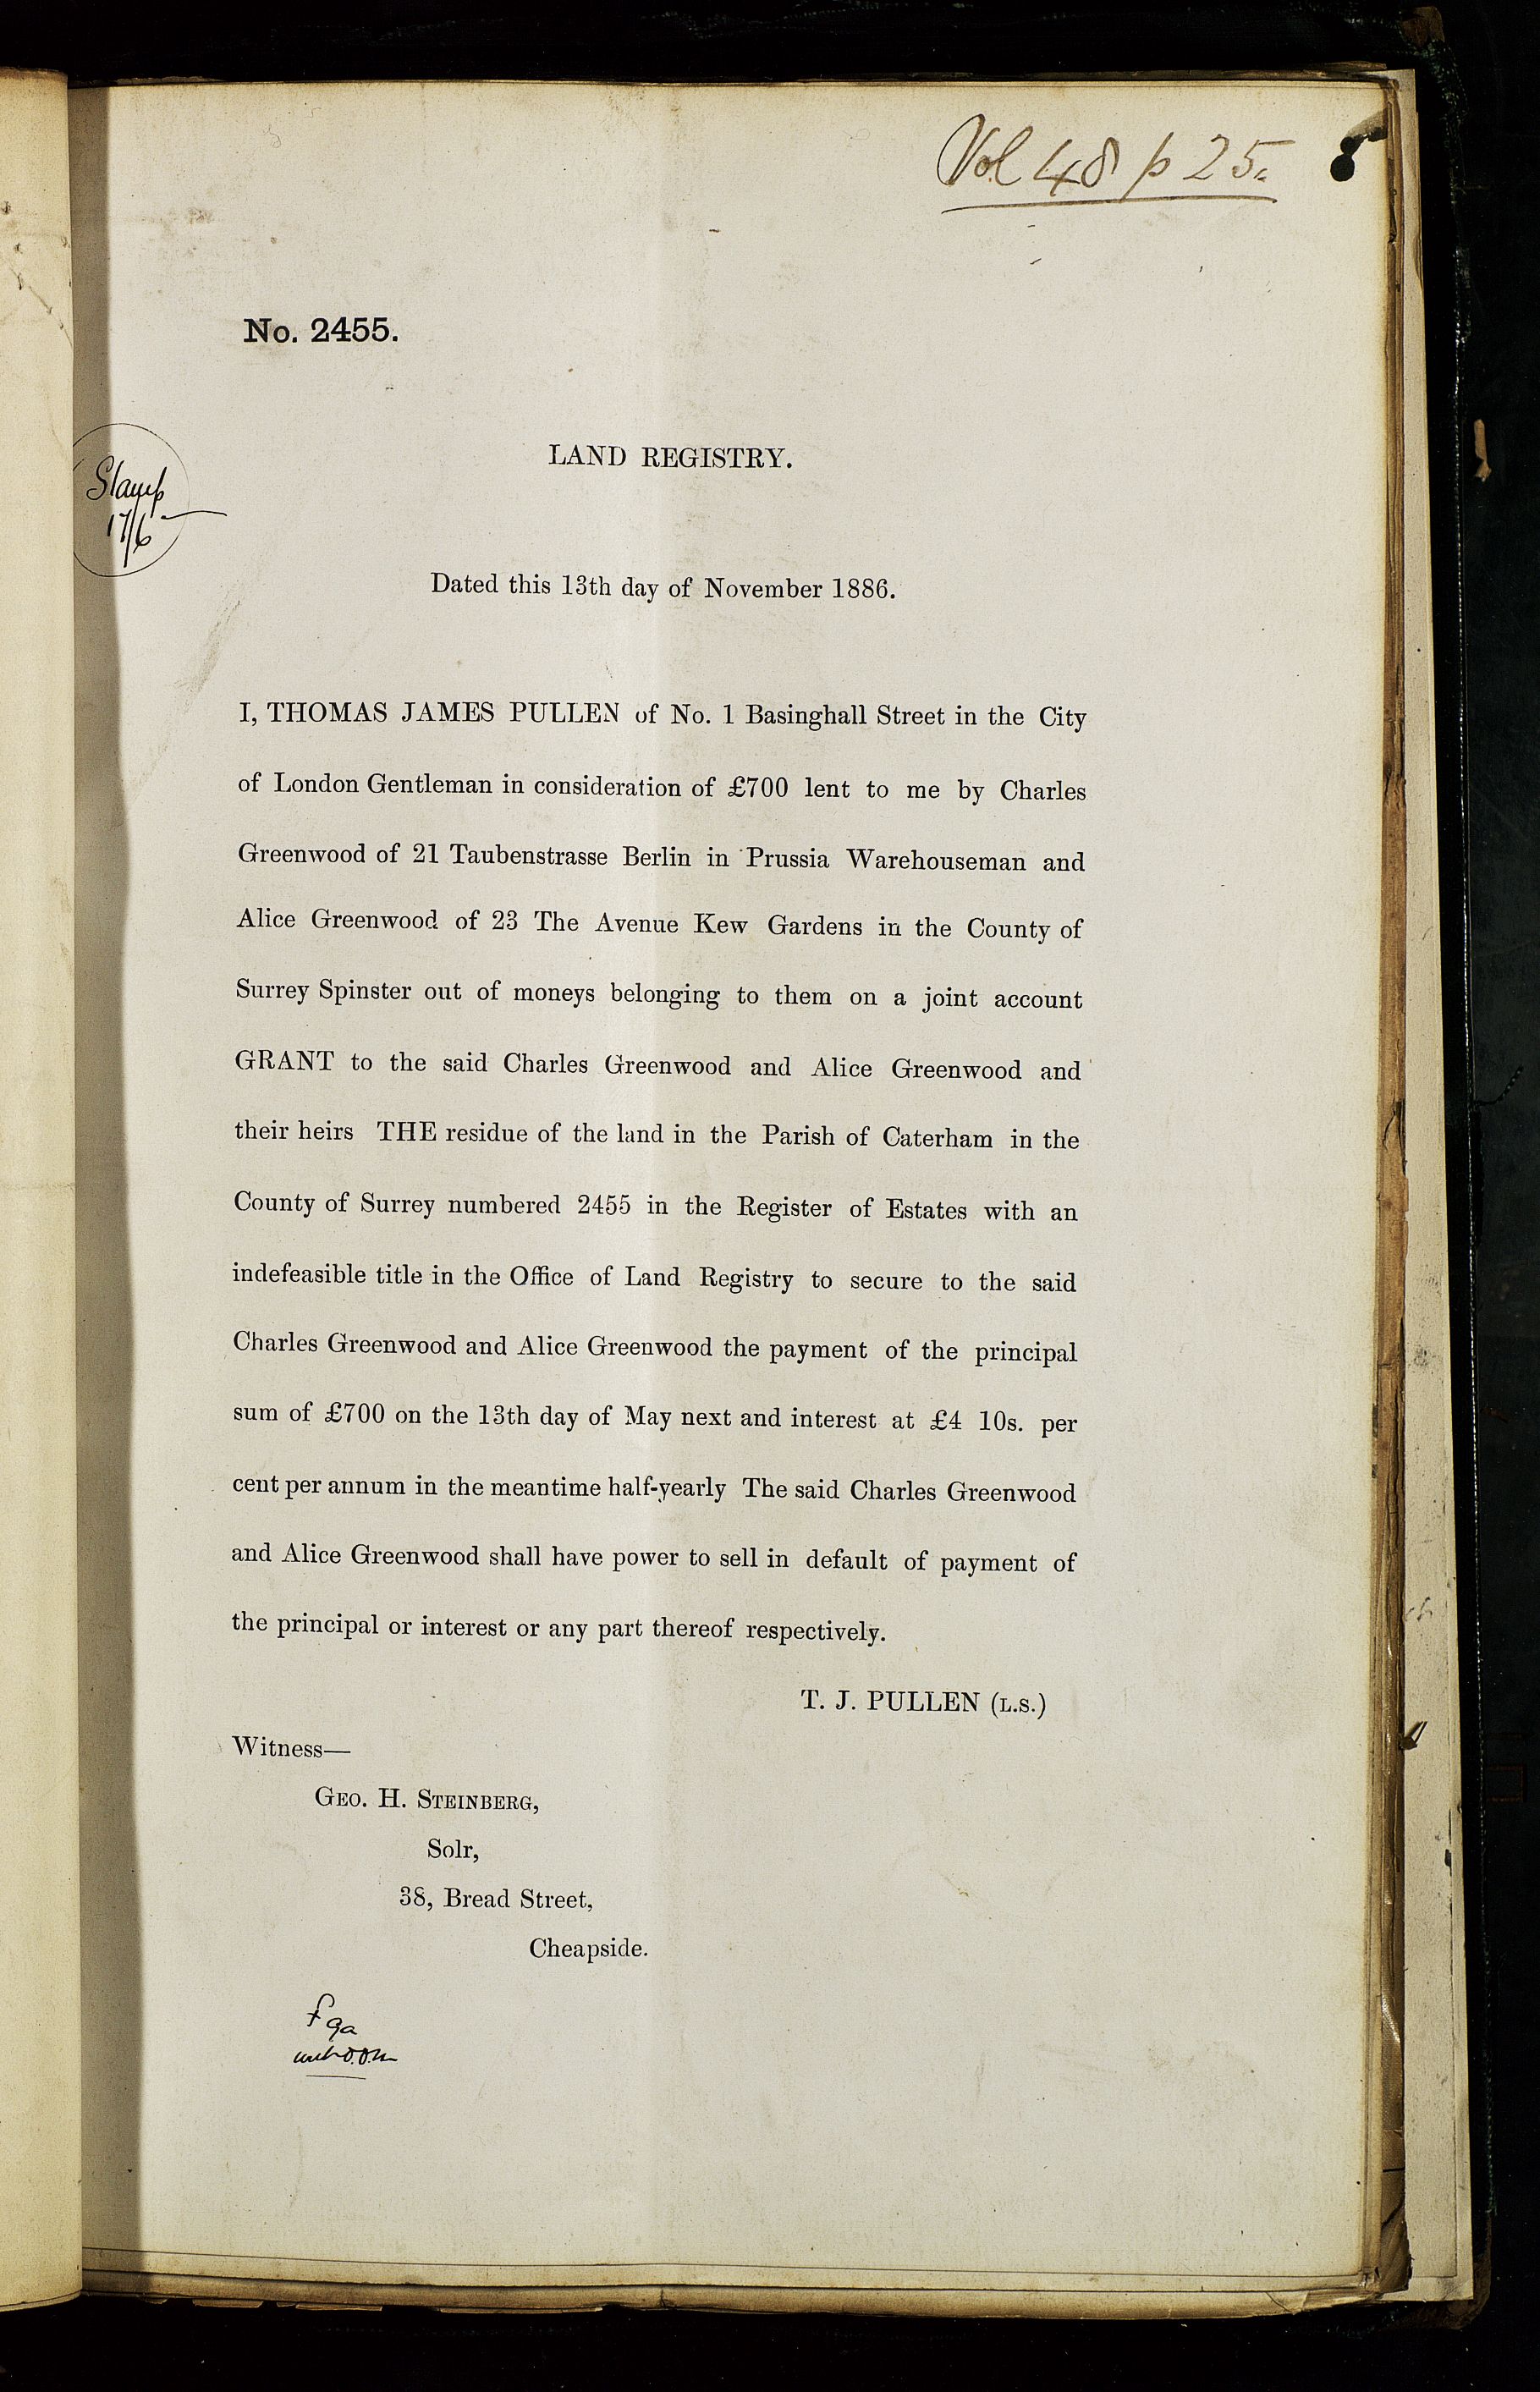 Vol 48 p 25. 8
No. 2455.
LAND REGISTRY.
Stamp
17/6
Dated this 13th day of November 1886.
I, THOMAS JAMES PULLEN of No. 1 Basinghall Street in the City
of London Gentleman in consideration of £700 lent to me by Charles
Greenwood of 21 Taubenstrasse Berlin in Prussia Warehouseman and
Alice Greenwood of 23 The Avenue Kew Gardens in the County of
Surrey Spinster out of moneys belonging to them on a joint account
GRANT to the said Charles Greenwood and Alice Greenwood and
their heirs THE residue of the land in the Parish of Caterham in the
County of Surrey numbered 2455 in the Register of Estates with an
indefeasible title in the Office of Land Registry to secure to the said
Charles Greenwood and Alice Greenwood the payment of the principal
sum of £700 on the 13th day of May next and interest at £4 10s. per
cent per annum in the meantime half-yearly The said Charles Greenwood
and Alice Greenwood shall have power to sell in default of payment of
the principal or interest or any part thereof respectively.
T. J. PULLEN (L.S.)
Witness—
GEO. H. STEINBERG,
Solr,
38, Bread Street,
Cheapside.